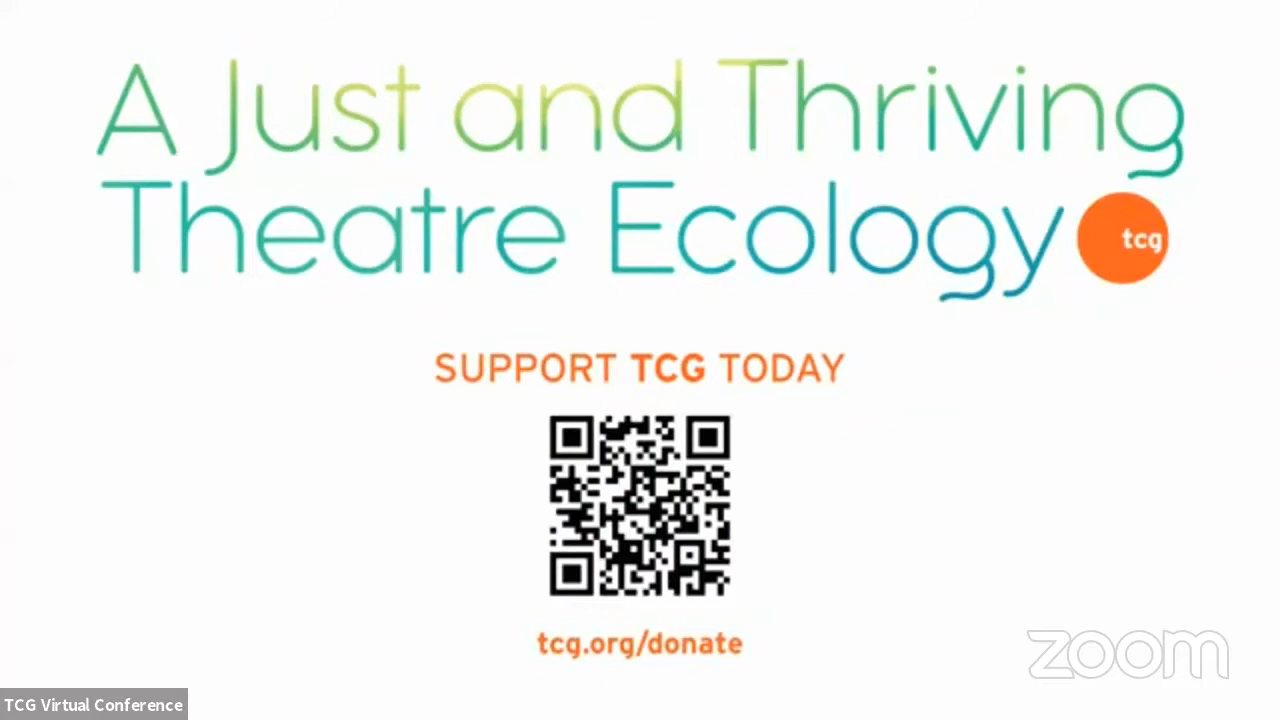 A Just and Thriving
Theatre Ecology
tcg
SUPPORT TCG TODAY
tcg.org/donate
zoom
TCG Virtual Conference